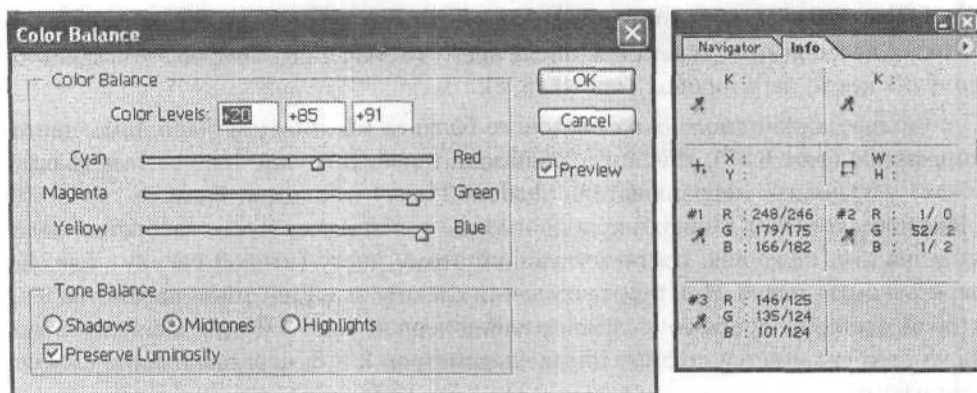 Color Balance
Color Balance
Color Levels: +20 +85 +91
Cyan Red
Magenta Green
Yellow Blue
Tone Balance
Shadows Midtones Highlights
Preserve Luminosity
OK
Cancel
Preview
Navigator Info
K : K :
X : W :
Y : H :
#1 R : 248/246 #2 R : 1/ 0
G : 179/175 G : 52/ 2
B : 166/182 B : 1/ 2
#3 R : 146/125
G : 135/124
B : 101/124